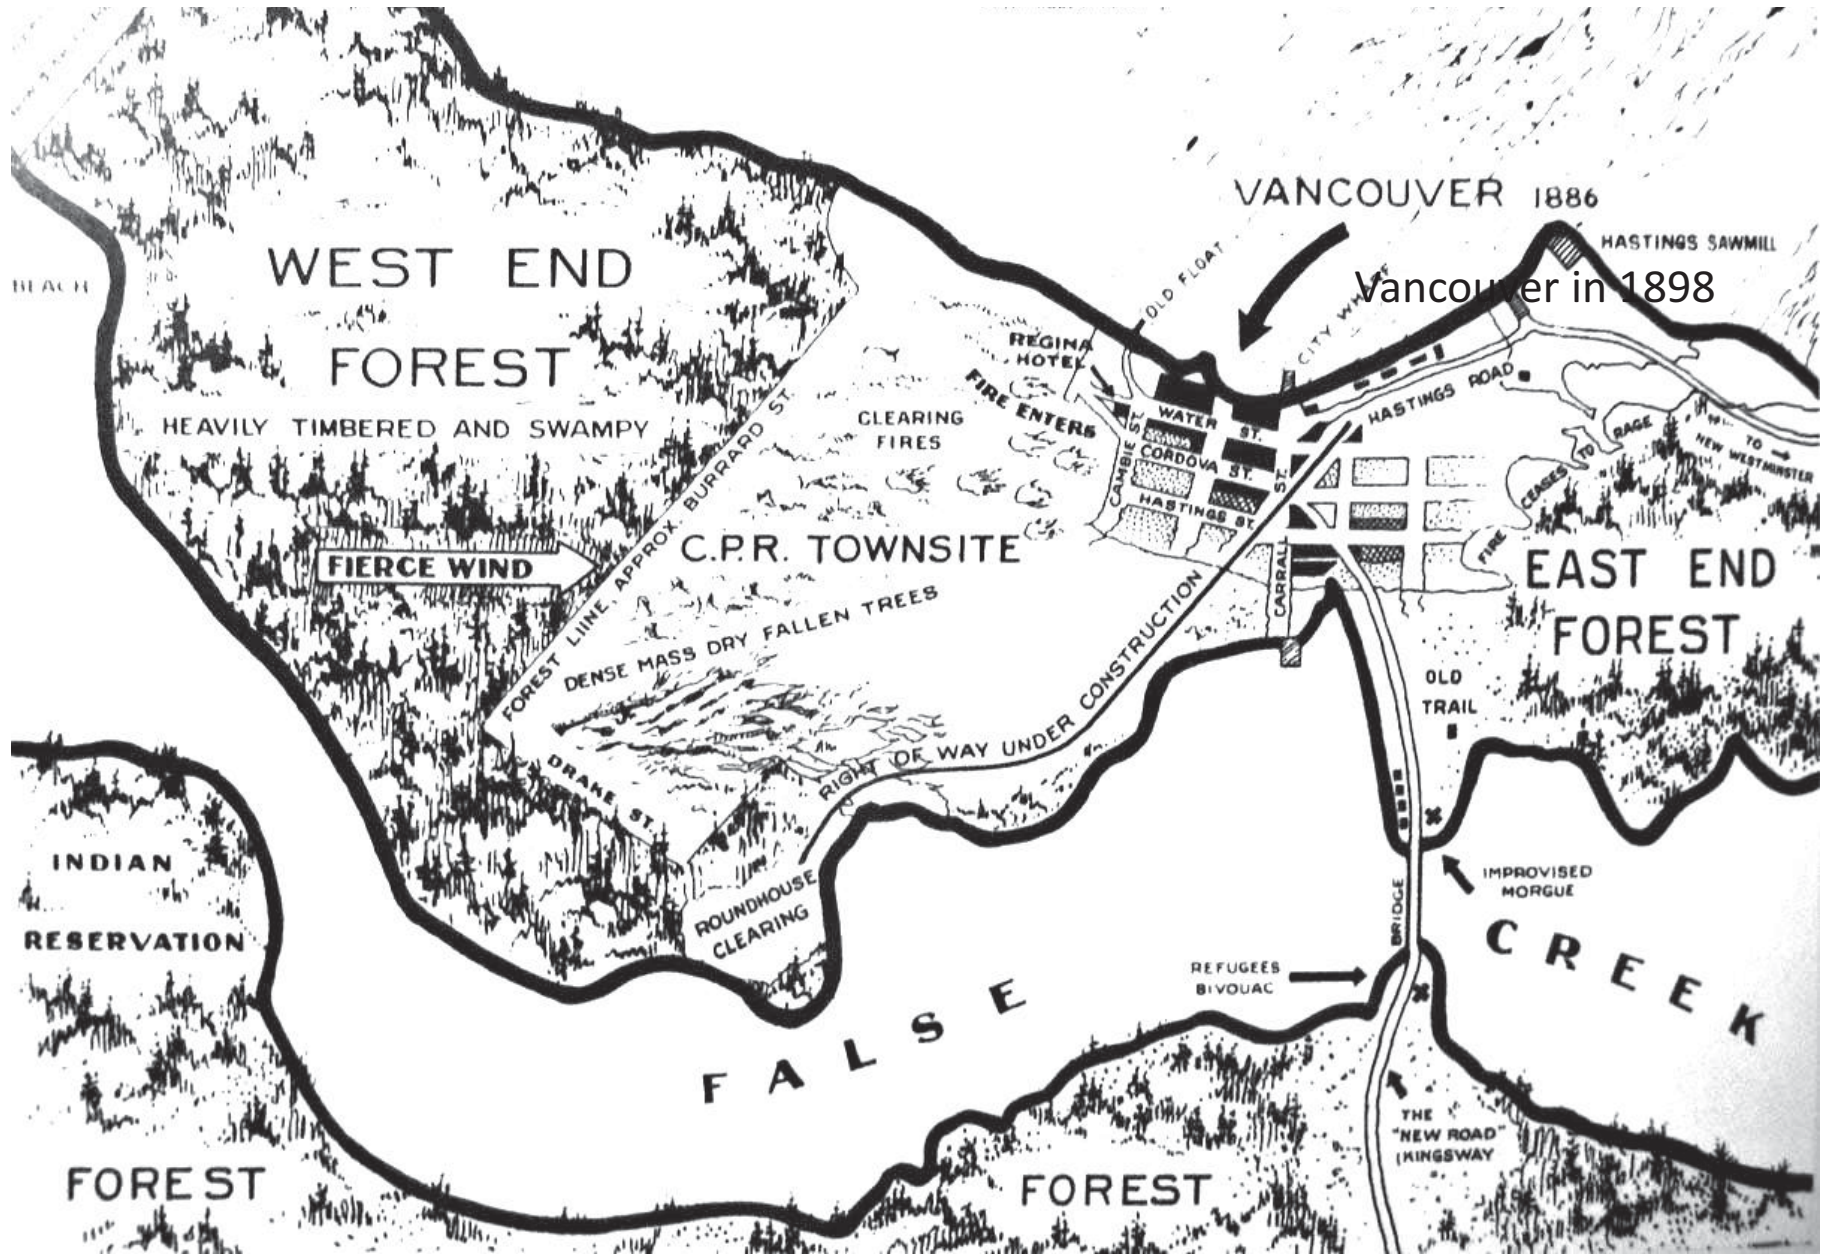 VANCOUVER 1886
HASTINGS SAWMILL
Vancouver in 1898
OLD FLOAT
CITY WHARF
BEACH
WEST END
FOREST
HEAVILY TIMBERED AND SWAMPY
REGINA
HOTEL
FIRE ENTERS
CLEARING
FIRES
WATER ST.
CORDOVA ST.
HASTINGS ST.
CAMBIE ST.
CARRALL ST.
HASTINGS ROAD
TO
NEW WESTMINSTER
FIRE CEASES TO RAGE
FIERCE WIND
FOREST LIINE, APPROX. BURRARD ST.
C.P.R. TOWNSITE
DENSE MASS DRY FALLEN TREES
EAST END
FOREST
OLD
TRAIL
RIGHT OF WAY UNDER CONSTRUCTION
DRAKE ST.
ROUNDHOUSE
CLEARING
INDIAN
RESERVATION
IMPROVISED
MORGUE
BRIDGE
REFUGEES
BIVOUAC
FALSE CREEK
THE
"NEW ROAD"
(KINGSWAY
FOREST
FOREST